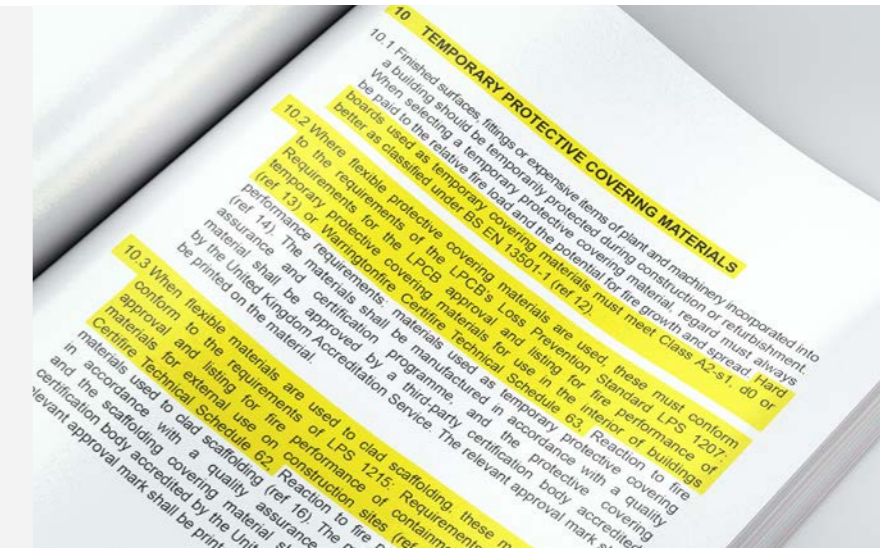 10 TEMPORARY PROTECTIVE COVERING MATERIALS
10.1 Finished surfaces, fittings or expensive items of plant and machinery incorporated into
a building should be temporarily protected during construction or refurbishment.
When selecting a temporary protective covering material, regard must always
be paid to the relative fire load and the potential for fire growth and spread. Hard
boards used as temporary covering materials must meet Class A2-s1, d0 or
better as classified under BS EN 13501-1 (ref 12).
10.2 Where flexible protective covering materials are used, these must conform
to the requirements of the LPCB's Loss Prevention Standard LPS 1207:
Requirements for the LPCB approval and listing for fire performance of
temporary protective covering materials for use in the interior of buildings
(ref 13) or Warringtonfire Certifire Technical Schedule 63. Reaction to fire
performance requirements: materials used as temporary protective covering
(ref 14). The materials shall be manufactured in accordance with a quality
assurance and certification programme, and the protective covering
material shall be approved by a third-party certification body accredited
by the United Kingdom Accreditation Service. The relevant approval mark
be printed on the material.
10.3 When flexible materials are used to clad scaffolding, these
conform to the requirements of LPS 1215: Requirements
approval and listing for fire performance of
materials for external use on construction sites (ref
Certifire Technical Schedule 62. Reaction to fire
materials used to clad scaffolding (ref 16). The
in accordance with a quality assurance
and the scaffolding covering material
certification body accredited by the
relevant approval mark shall be